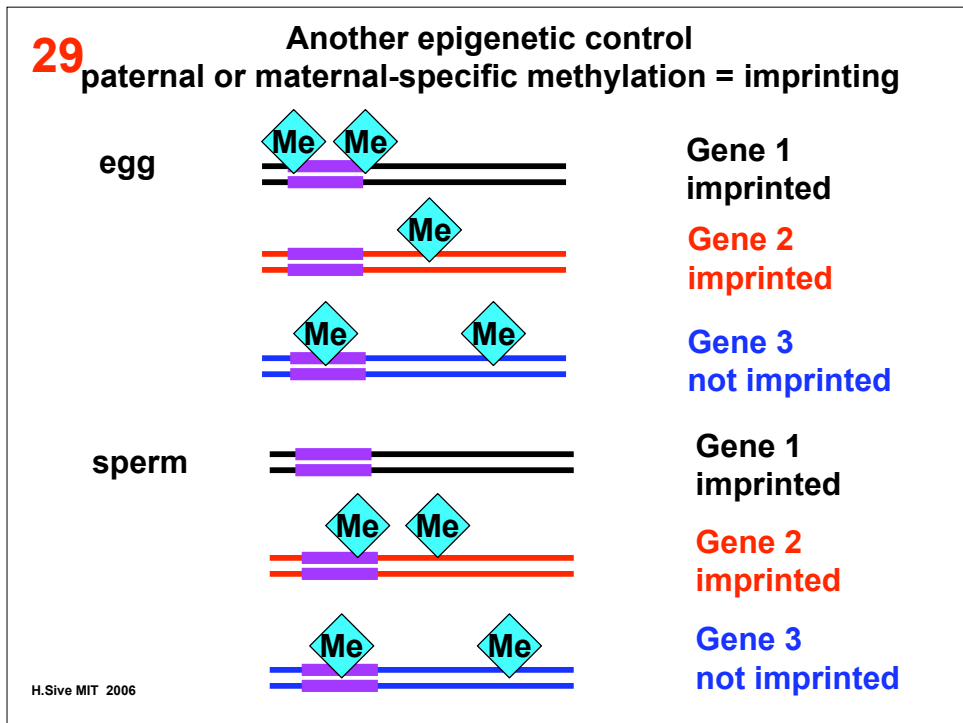 29
Another epigenetic control
paternal or maternal-specific methylation = imprinting
egg
Me Me
Gene 1
imprinted
Me
Gene 2
imprinted
Me Me
Gene 3
not imprinted
sperm
Gene 1
imprinted
Me Me
Gene 2
imprinted
Me Me
Gene 3
not imprinted
H.Sive MIT 2006